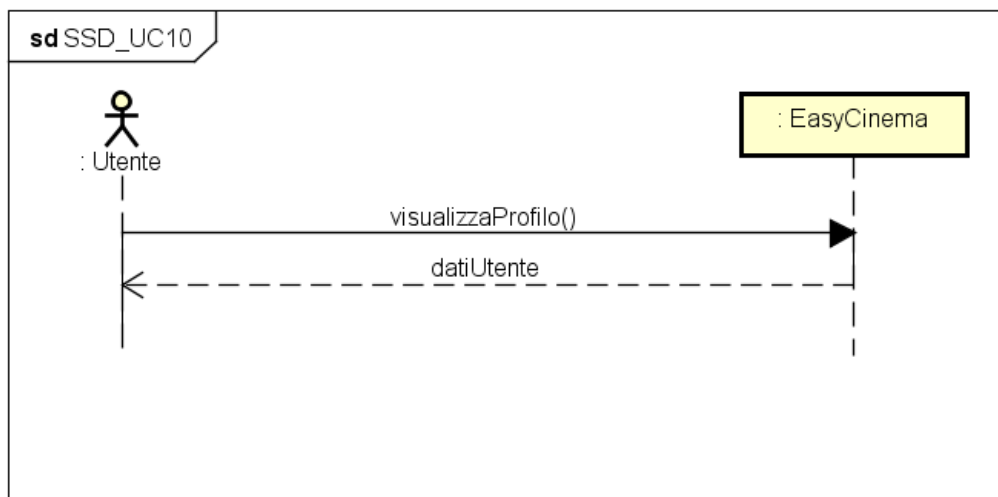 sd SSD_UC10
: Utente
: EasyCinema
visualizzaProfilo()
datiUtente